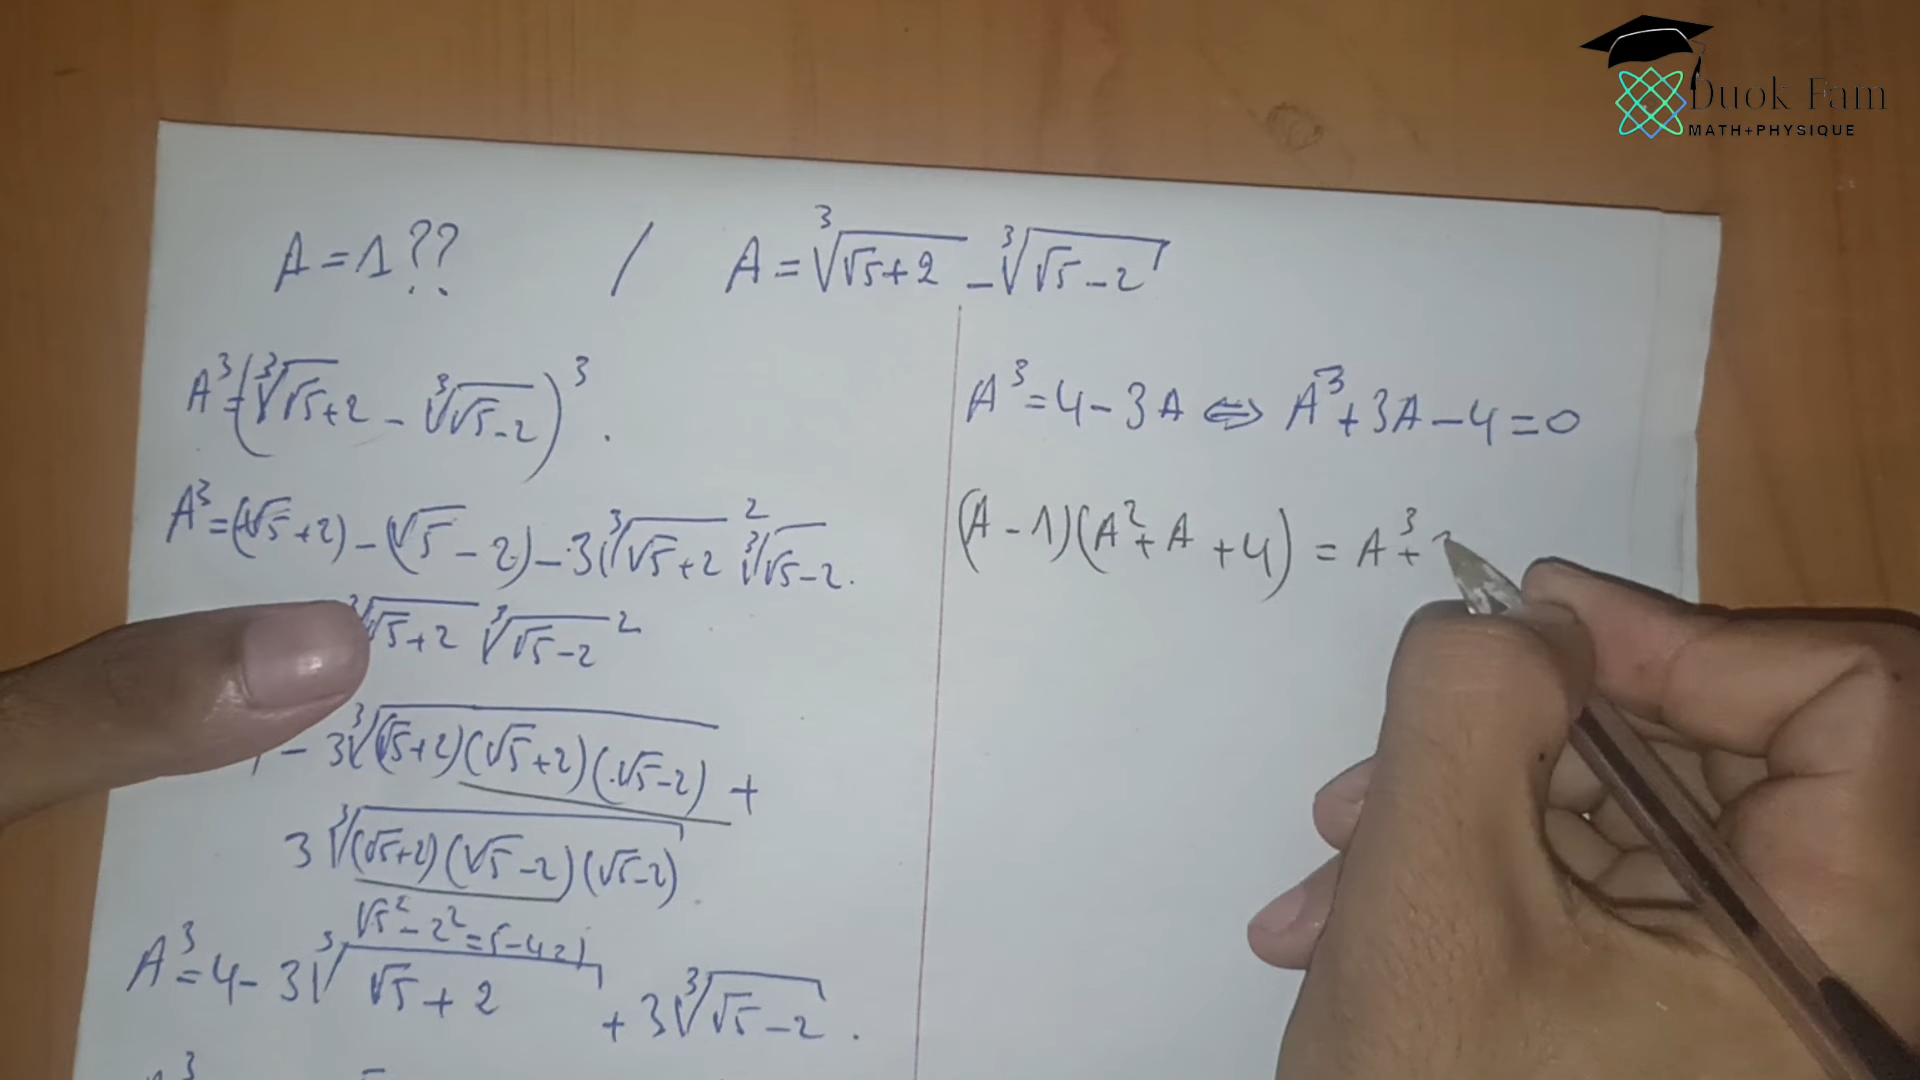 Duok Fam
MATH+PHYSIQUE
A = 1 ?? / A = ∛(√5+2) - ∛(√5-2)
A³ = (∛(√5+2) - ∛(√5-2))³.
A³ = (√5+2) - (√5-2) - 3(∛(√5+2))² ∛(√5-2).
∛(√5+2) ∛(√5-2)²
- 3∛((√5+2)(√5+2)(√5-2)) +
3∛((√5+2)(√5-2)(√5-2)).
√5² - 2² = 5-4=1
A³ = 4 - 3∛(√5+2) + 3∛(√5-2).
A³ = 4 - 3A ⇔ A³ + 3A - 4 = 0
(A - 1)(A² + A + 4) = A³ +